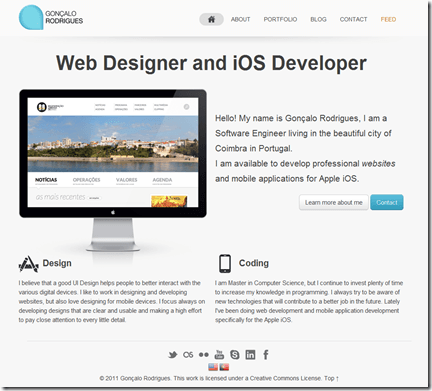 GONÇALO
RODRIGUES
ABOUT PORTFOLIO BLOG CONTACT FEED
Web Designer and iOS Developer
NOTÍCIAS OPERAÇÕES VALORES AGENDA
as mais recentes
Hello! My name is Gonçalo Rodrigues, I am a
Software Engineer living in the beautiful city of
Coimbra in Portugal.
I am available to develop professional websites
and mobile applications for Apple iOS.
Learn more about me Contact
Design
I believe that a good UI Design helps people to better interact with the
various digital devices. I like to work in designing and developing
websites, but also love designing for mobile devices. I focus always on
developing designs that are clear and usable and making a high effort
to pay close attention to every little detail.
Coding
I am Master in Computer Science, but I continue to invest plenty of time
to increase my knowledge in programming. I always try to be aware of
new technologies that will contribute to a better job in the future. Lately
I've been doing web development and mobile application development
specifically for the Apple iOS.
© 2011 Gonçalo Rodrigues. This work is licensed under a Creative Commons License. Top ↑